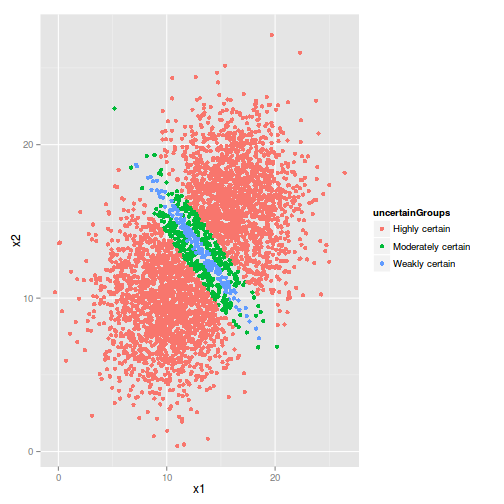 20
10
0
x2
0
10
20
x1
uncertainGroups
Highly certain
Moderately certain
Weakly certain